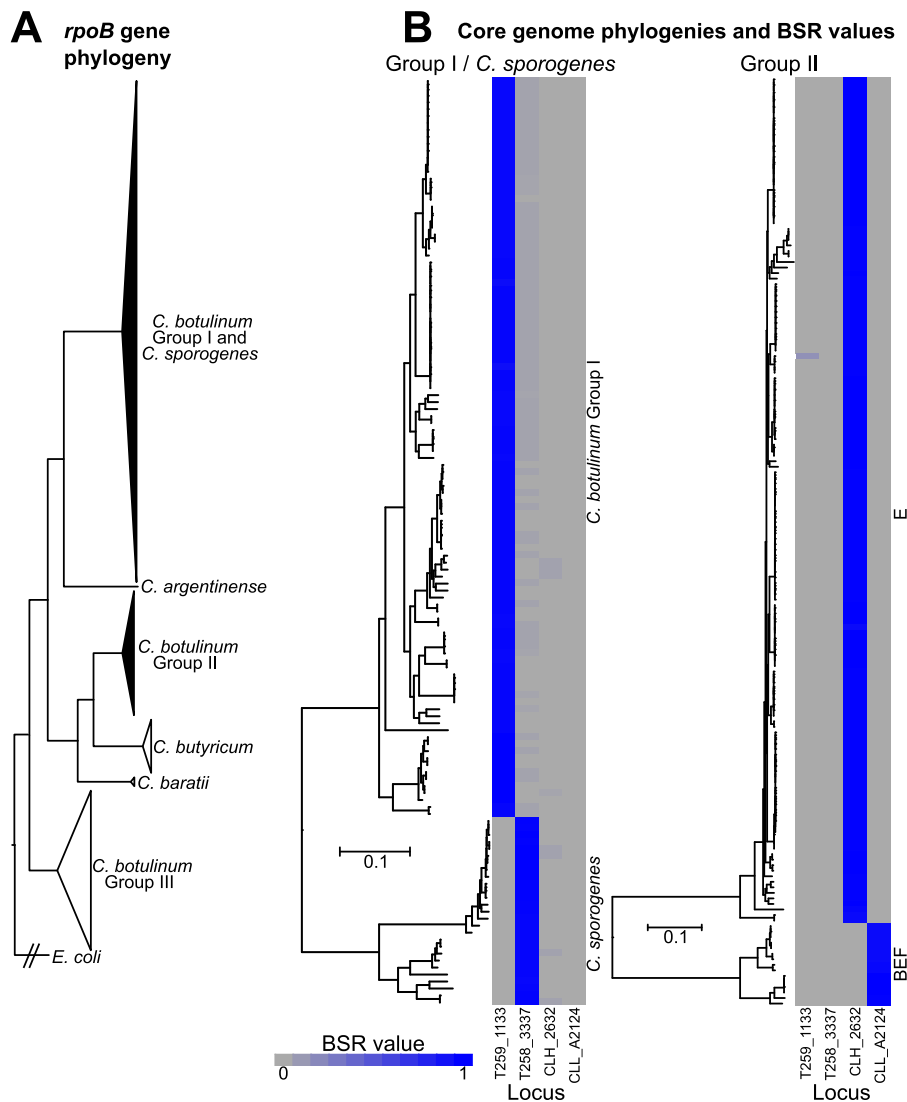 A
rpoB gene
phylogeny
C. botulinum
Group I and
C. sporogenes
C. argentinense
C. botulinum
Group II
C. butyricum
C. baratii
C. botulinum
Group III
E. coli
B
Core genome phylogenies and BSR values
Group I / C. sporogenes
Group II
C. botulinum Group I
C. sporogenes
0.1
T259_1133
T258_3337
CLH_2632
CLL_A2124
BSR value
0
1
Locus
E
BEF
0.1
T259_1133
T258_3337
CLH_2632
CLL_A2124
Locus